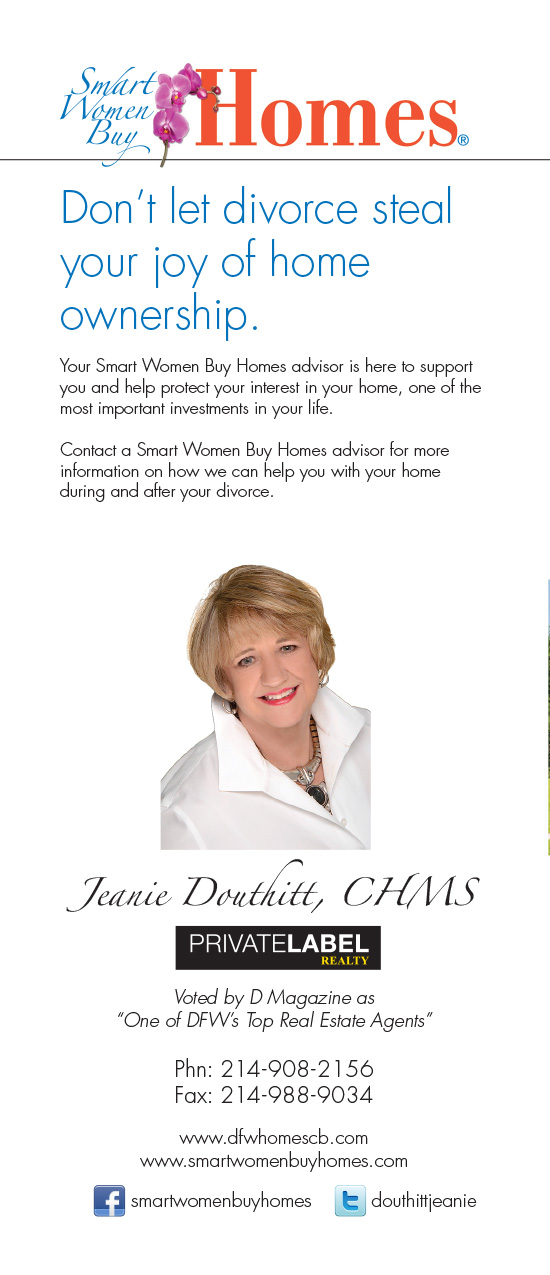 Smart
Women
Buy
Homes®
Don’t let divorce steal
your joy of home
ownership.
Your Smart Women Buy Homes advisor is here to support
you and help protect your interest in your home, one of the
most important investments in your life.
Contact a Smart Women Buy Homes advisor for more
information on how we can help you with your home
during and after your divorce.
Jeanie Douthitt, CHMS
PRIVATELABEL
REALTY
Voted by D Magazine as
“One of DFW’s Top Real Estate Agents”
Phn: 214-908-2156
Fax: 214-988-9034
www.dfwhomescb.com
www.smartwomenbuyhomes.com
f smartwomenbuyhomes t douthittjeanie